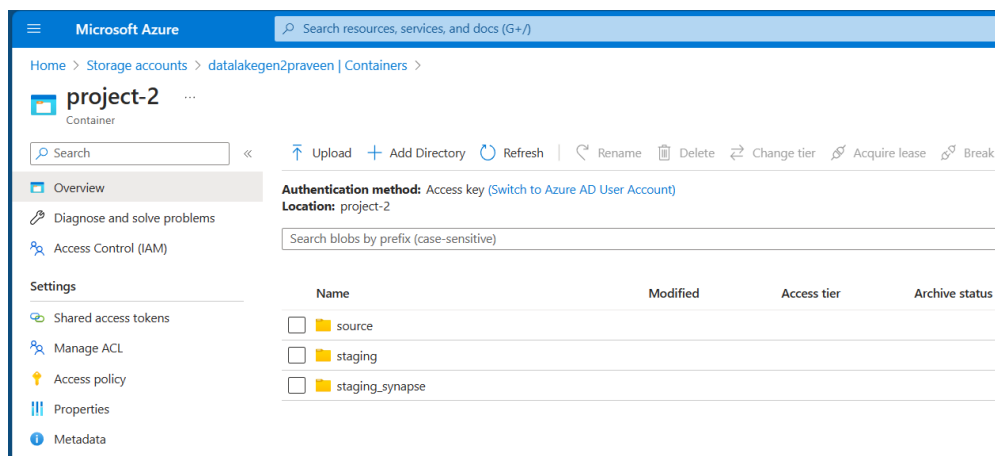 Microsoft Azure
Search resources, services, and docs (G+/)
Home > Storage accounts > datalakegen2praveen | Containers >
project-2 ...
Container
Search
«
Upload + Add Directory Refresh Rename Delete Change tier Acquire lease Break
Overview
Diagnose and solve problems
Access Control (IAM)
Settings
Shared access tokens
Manage ACL
Access policy
Properties
Metadata
Authentication method: Access key (Switch to Azure AD User Account)
Location: project-2
Search blobs by prefix (case-sensitive)
Name Modified Access tier Archive status
source
staging
staging_synapse